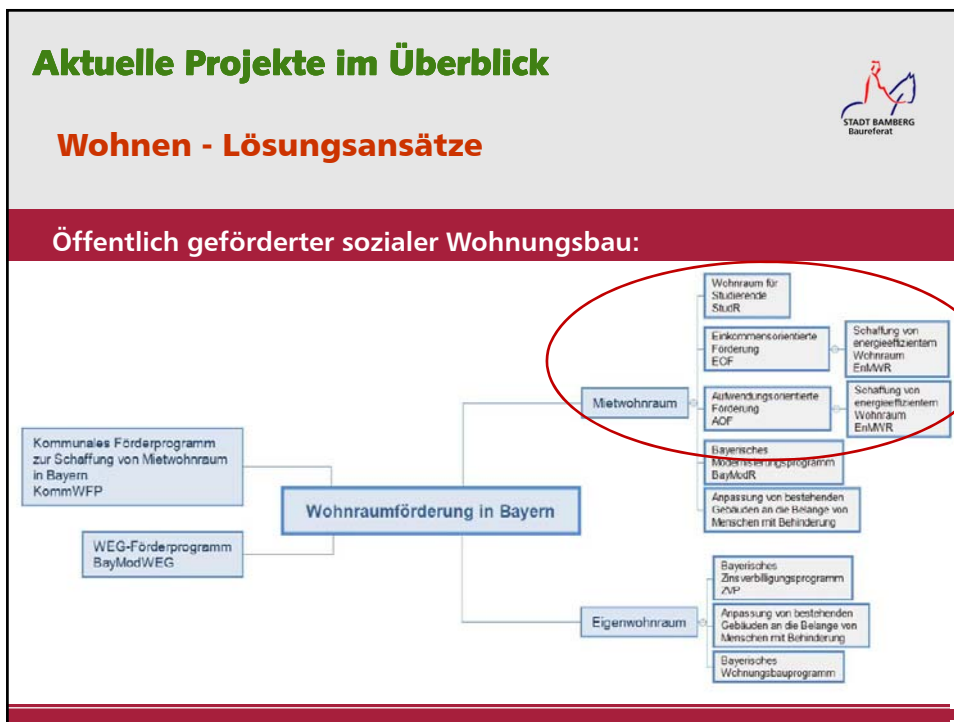 Aktuelle Projekte im Überblick
STADT BAMBERG
Baureferat
Wohnen - Lösungsansätze
Öffentlich geförderter sozialer Wohnungsbau:
Wohnraum für
Studierende
StudR
Einkommensorientierte
Förderung
EOF
Schaffung von
energieeffizientem
Wohnraum
EnMWR
Mietwohnraum
Aufwendungsorientierte
Förderung
AOF
Schaffung von
energieeffizientem
Wohnraum
EnMWR
Bayerisches
Modernisierungsprogramm
BayModR
Anpassung von bestehenden
Gebäuden an die Belange von
Menschen mit Behinderung
Kommunales Förderprogramm
zur Schaffung von Mietwohnraum
in Bayern
KommWFP
Wohnraumförderung in Bayern
WEG-Förderprogramm
BayModWEG
Eigenwohnraum
Bayerisches
Zinsverbilligungsprogramm
ZVP
Anpassung von bestehenden
Gebäuden an die Belange von
Menschen mit Behinderung
Bayerisches
Wohnungsbauprogramm